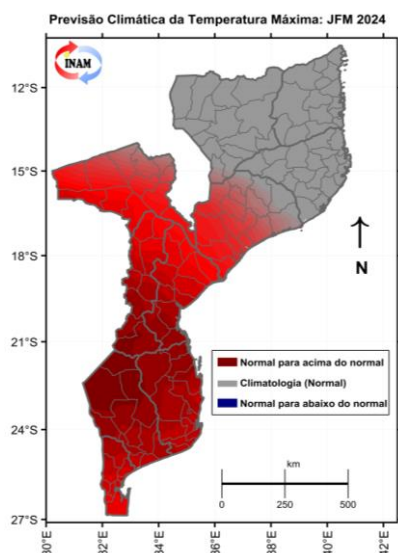 Previsão Climática da Temperatura Máxima: JFM 2024
INAM
12°S
15°S
18°S
21°S
24°S
27°S
N
Normal para acima do normal
Climatologia (Normal)
Normal para abaixo do normal
km
0 250 500
30°E 32°E 34°E 36°E 38°E 40°E 42°E